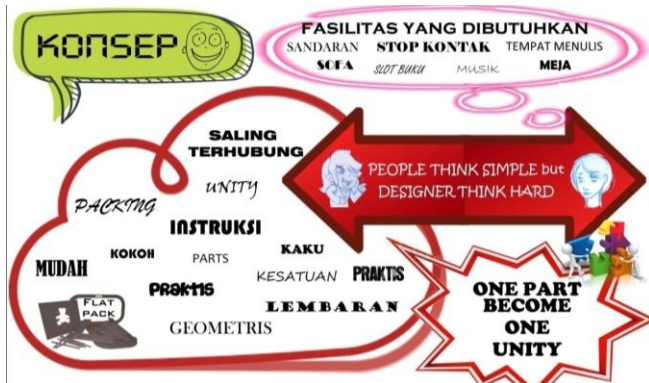 KONSEP
FASILITAS YANG DIBUTUHKAN
SANDARAN STOP KONTAK TEMPAT MENULIS
SOFA SLOT BUKU MUSIK MEJA
SALING
TERHUBUNG
UNITY
PACKING
INSTRUKSI
KOKOH PARTS KAKU
MUDAH PRAKTIS KESATUAN PRAKTIS
FLAT
PACK
LEMBARAN
GEOMETRIS
PEOPLE THINK SIMPLE but
DESIGNER THINK HARD
ONE PART
BECOME
ONE
UNITY